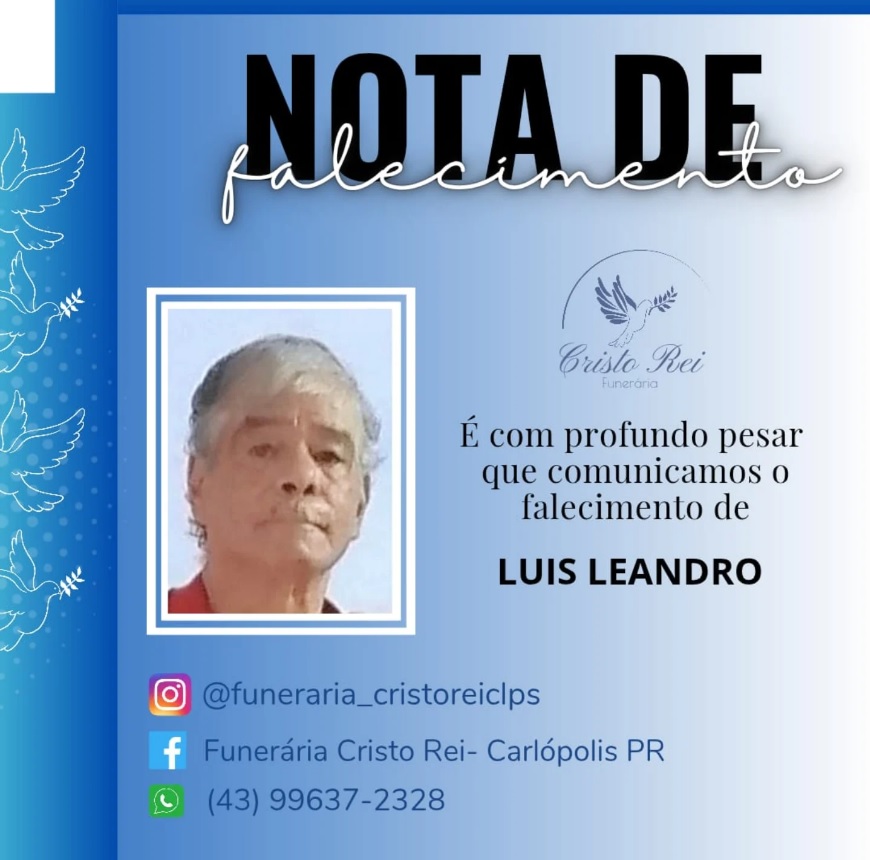 NOTA DE
falecimento
Cristo Rei
Funerária
É com profundo pesar
que comunicamos o
falecimento de
LUIS LEANDRO
@funeraria_cristoreiclps
Funerária Cristo Rei- Carlópolis PR
(43) 99637-2328